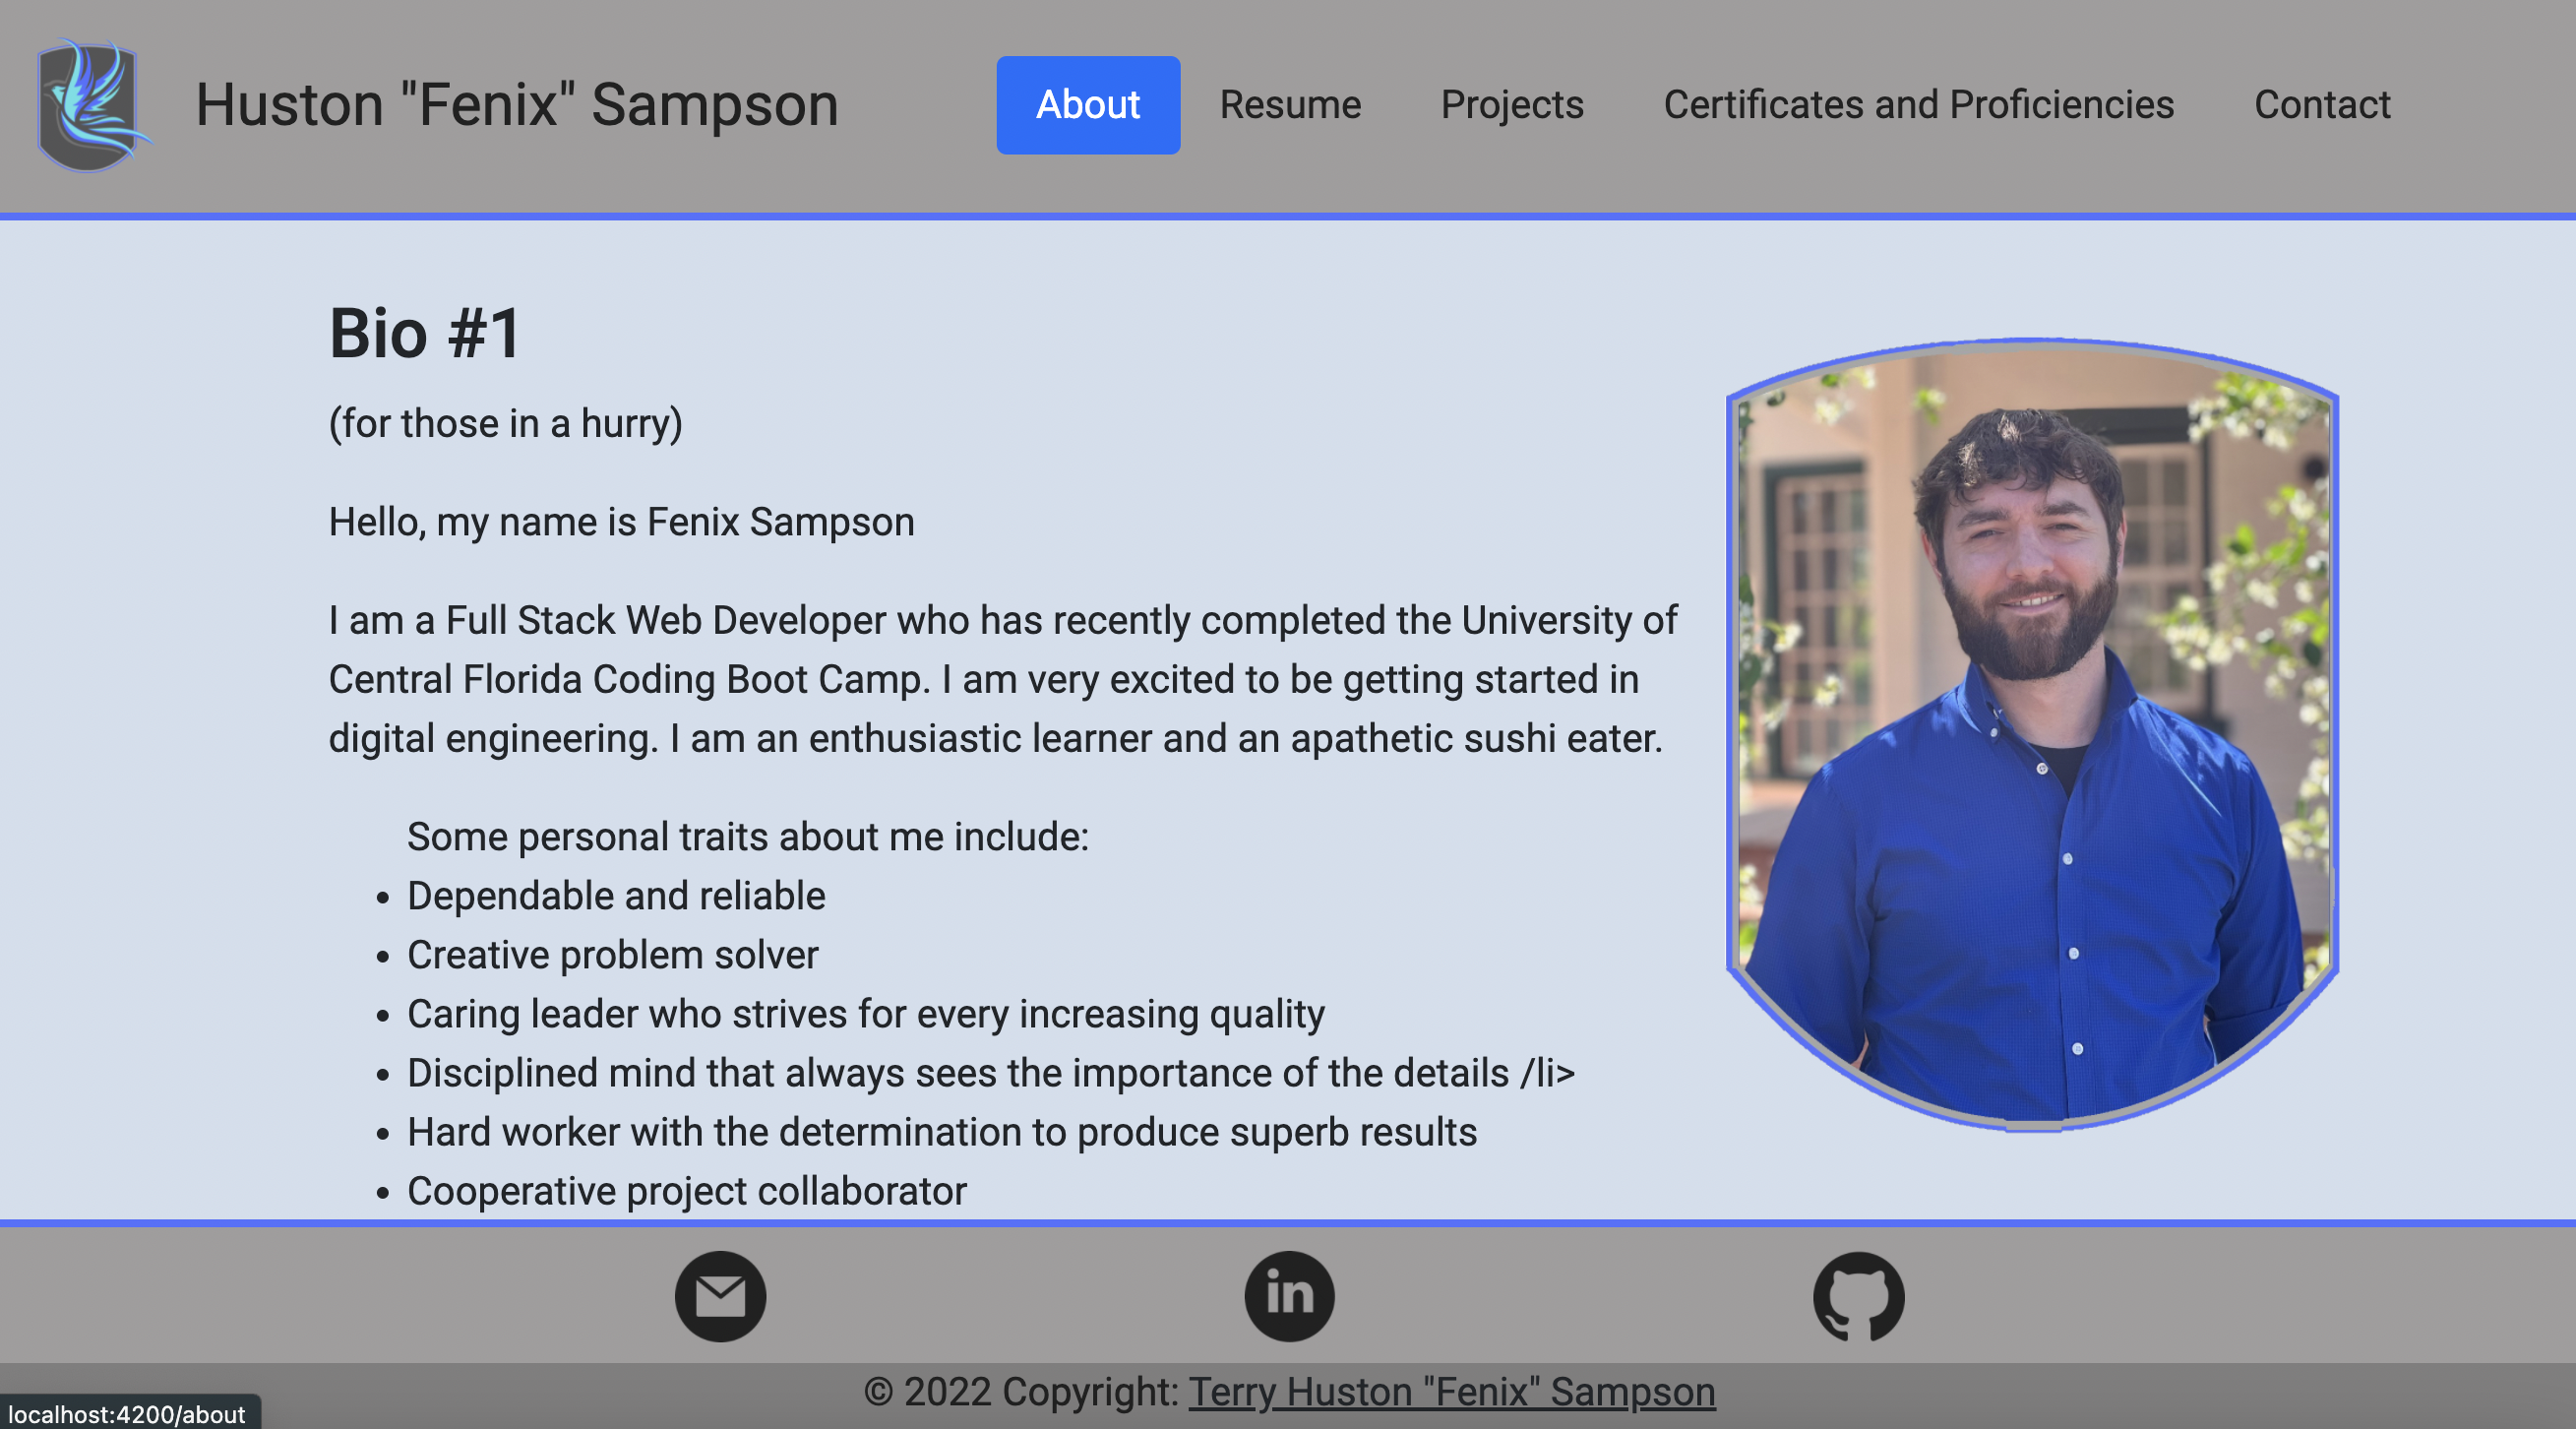 Huston "Fenix" Sampson
About
Resume
Projects
Certificates and Proficiencies
Contact
Bio #1
(for those in a hurry)
Hello, my name is Fenix Sampson
I am a Full Stack Web Developer who has recently completed the University of
Central Florida Coding Boot Camp. I am very excited to be getting started in
digital engineering. I am an enthusiastic learner and an apathetic sushi eater.
Some personal traits about me include:
• Dependable and reliable
• Creative problem solver
• Caring leader who strives for every increasing quality
• Disciplined mind that always sees the importance of the details /li>
• Hard worker with the determination to produce superb results
• Cooperative project collaborator
in
© 2022 Copyright: Terry Huston "Fenix" Sampson
localhost:4200/about